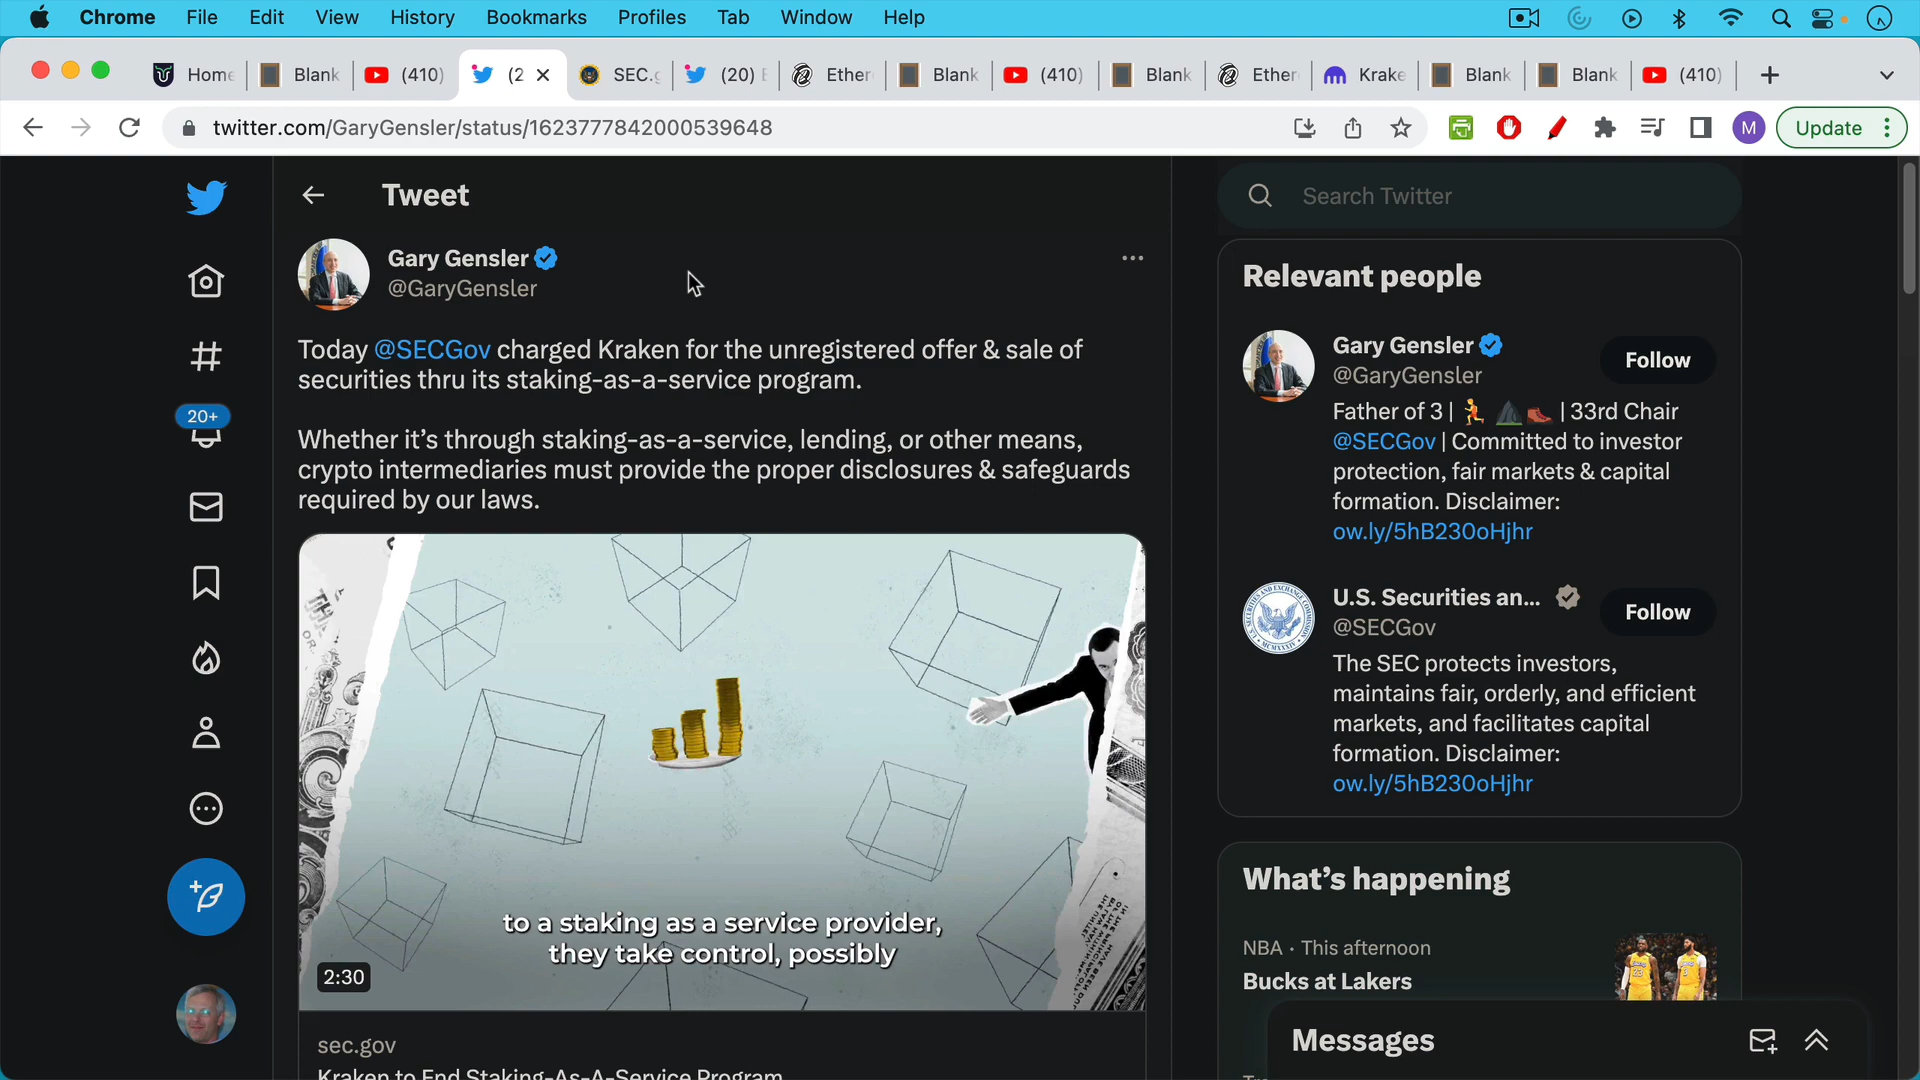 Chrome File Edit View History Bookmarks Profiles Tab Window Help
Home Blank (410) (2 SEC.g (20) Ether Blank (410) Blank Ether Krake Blank Blank (410)
twitter.com/GaryGensler/status/1623777842000539648
M
Update
Tweet
Search Twitter
Gary Gensler
@GaryGensler
Today @SECGov charged Kraken for the unregistered offer & sale of
securities thru its staking-as-a-service program.
Whether it's through staking-as-a-service, lending, or other means,
crypto intermediaries must provide the proper disclosures & safeguards
required by our laws.
to a staking as a service provider,
they take control, possibly
2:30
sec.gov
Kraken to End Staking-As-A-Service Program
20+
Relevant people
Gary Gensler
@GaryGensler
Follow
Father of 3 | | 33rd Chair
@SECGov | Committed to investor
protection, fair markets & capital
formation. Disclaimer:
ow.ly/5hB230oHjhr
U.S. Securities an...
@SECGov
Follow
The SEC protects investors,
maintains fair, orderly, and efficient
markets, and facilitates capital
formation. Disclaimer:
ow.ly/5hB230oHjhr
What's happening
NBA · This afternoon
Bucks at Lakers
Messages